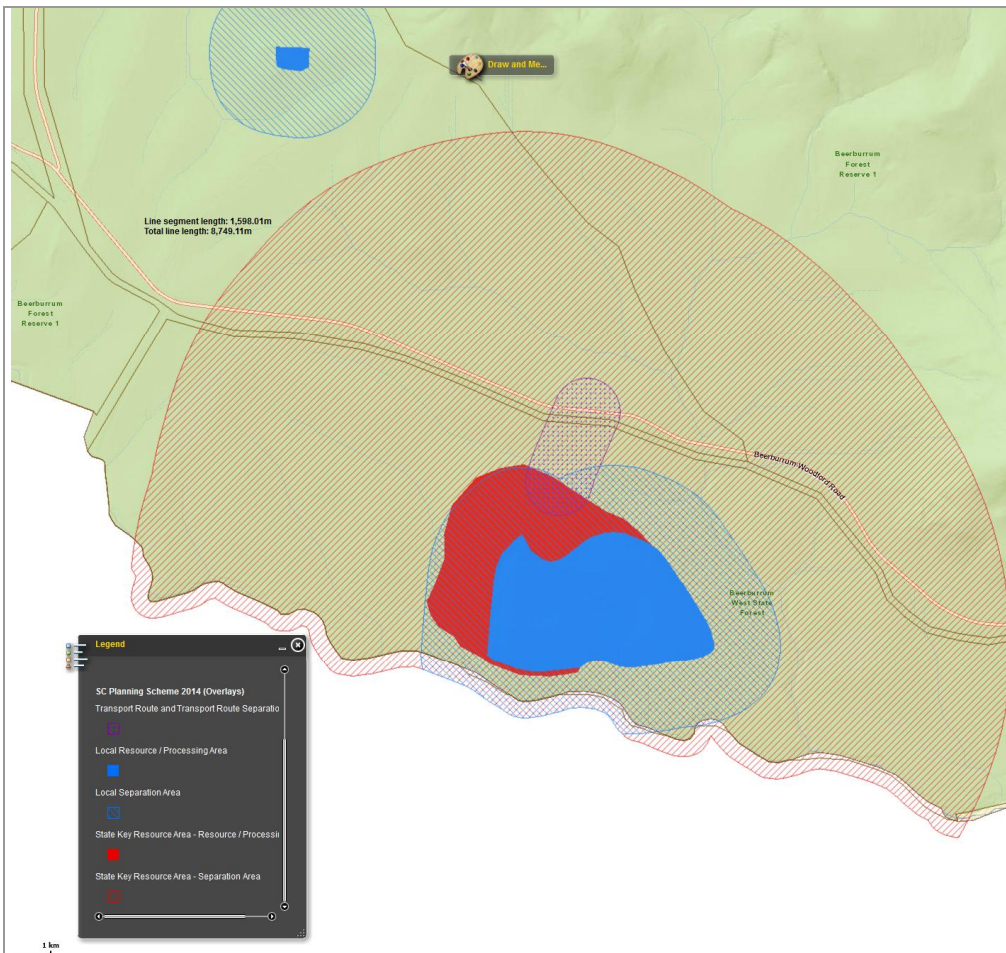 Draw and Me...
Beerburrum
Forest
Reserve 1
Line segment length: 1,598.01m
Total line length: 8,749.11m
Beerburrum
Forest
Reserve 1
Beerburrum Woodford Road
Beerburrum
West State
Forest
Legend
SC Planning Scheme 2014 (Overlays)
Transport Route and Transport Route Separatio
Local Resource / Processing Area
Local Separation Area
State Key Resource Area - Resource / Processi
State Key Resource Area - Separation Area
1 km